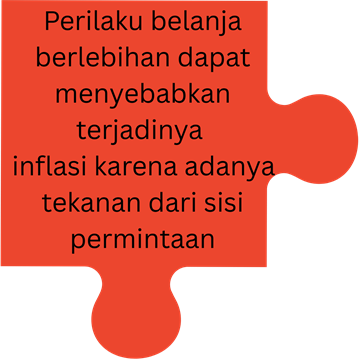 Perilaku belanja
berlebihan dapat
menyebabkan
terjadinya
inflasi karena adanya
tekanan dari sisi
permintaan